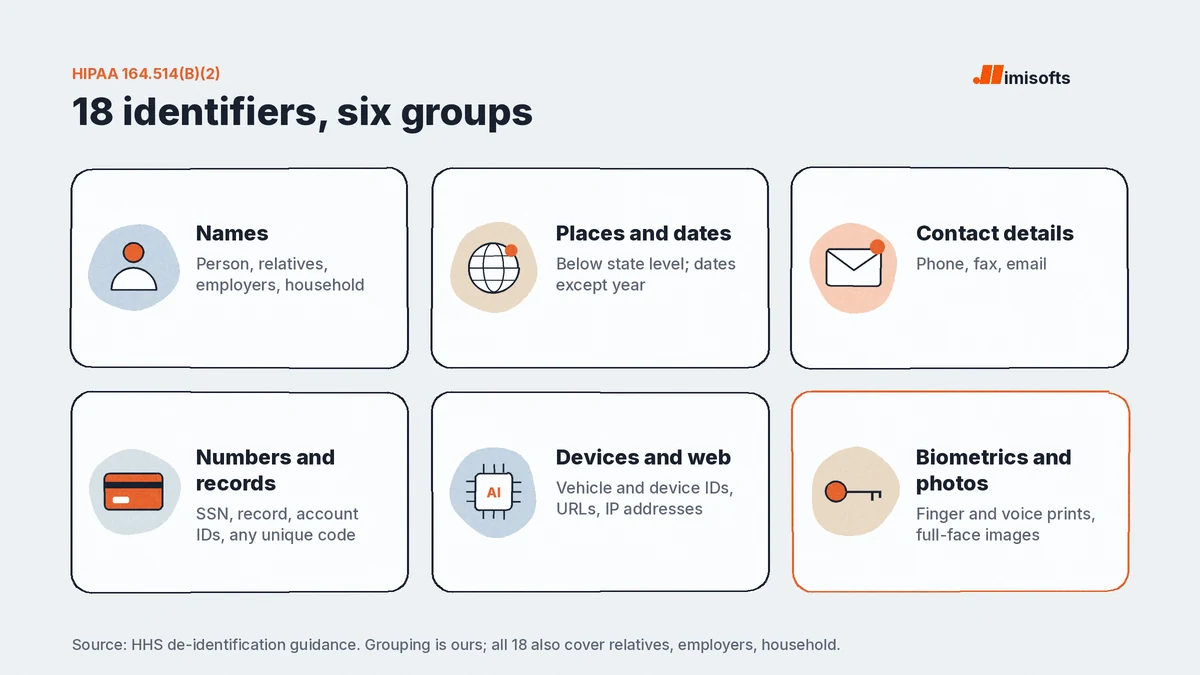 HIPAA 164.514(B)(2)
imisofts
18 identifiers, six groups
Names
Person, relatives,
employers, household
Places and dates
Below state level; dates
except year
Contact details
Phone, fax, email
Numbers and
records
SSN, record, account
IDs, any unique code
AI
Devices and web
Vehicle and device IDs,
URLs, IP addresses
Biometrics and
photos
Finger and voice prints,
full-face images
Source: HHS de-identification guidance. Grouping is ours; all 18 also cover relatives, employers, household.